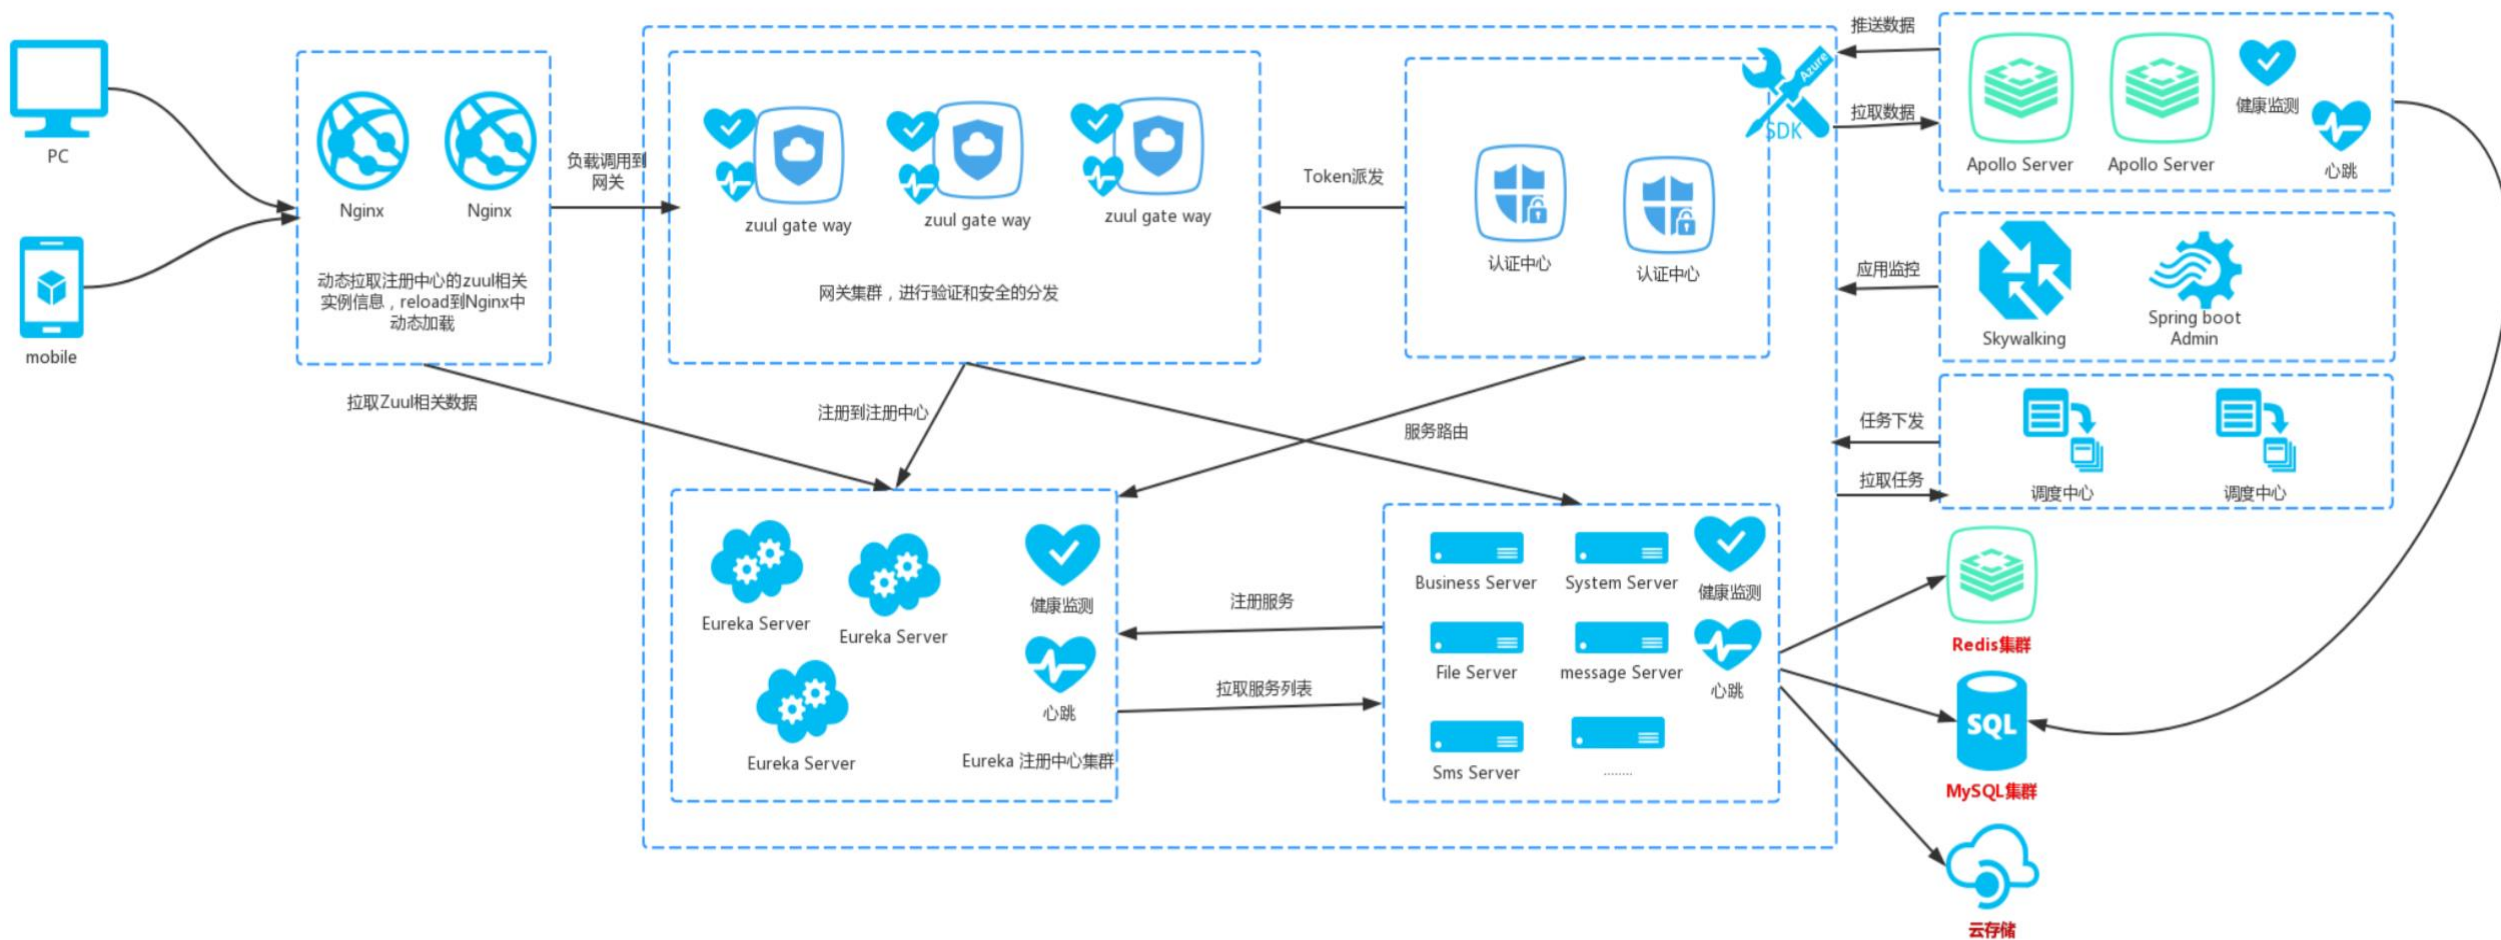 PC
mobile
Nginx
Nginx
动态拉取注册中心的zuul相关
实例信息，reload到Nginx中
动态加载
负载调用到
网关
zuul gate way
zuul gate way
zuul gate way
网关集群，进行验证和安全的分发
Token派发
认证中心
认证中心
Azure
SDK
推送数据
拉取数据
Apollo Server
Apollo Server
健康监测
心跳
应用监控
Skywalking
Spring boot
Admin
任务下发
拉取任务
调度中心
调度中心
拉取Zuul相关数据
注册到注册中心
服务路由
Eureka Server
Eureka Server
Eureka Server
健康监测
心跳
Eureka 注册中心集群
注册服务
拉取服务列表
Business Server
System Server
File Server
message Server
Sms Server
........
健康监测
心跳
Redis集群
SQL
MySQL集群
云存储